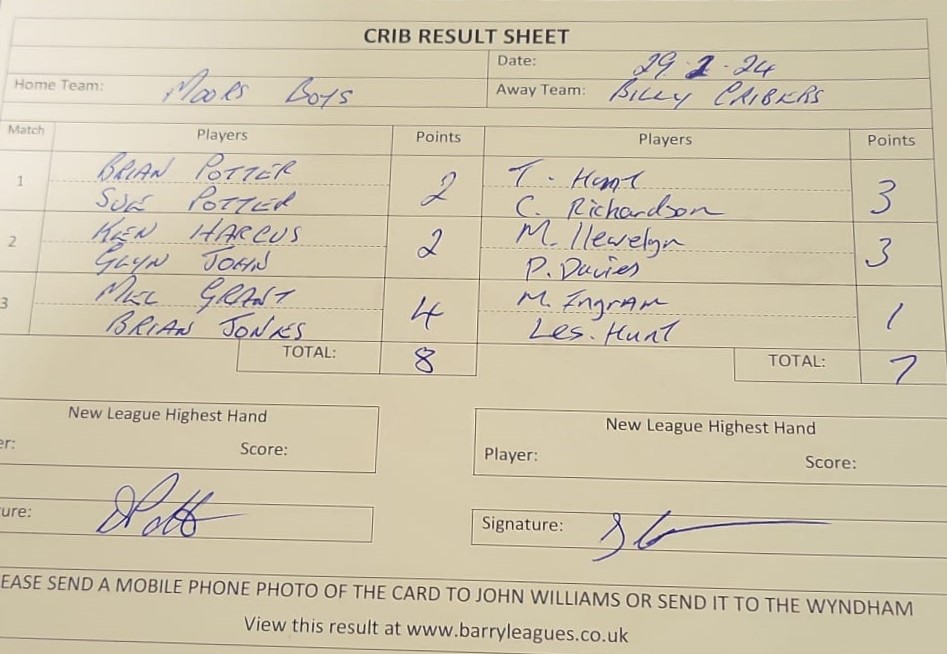 CRIB RESULT SHEET
Date: 29.2.24
Home Team: MOORS BOYS
Away Team: BILLY CRIBERS
Match Players Points Players Points
1 BRIAN POTTER 2 T. Hunt 3
SUE POTTER C. Richardson
2 KEN HARCUS 2 M. llewelyn 3
GLYN JOHN P. Davies
3 MEL GRANT 4 M. INGRAM 1
BRIAN JONES Les. Hunt
TOTAL: 8 TOTAL: 7
New League Highest Hand New League Highest Hand
er: Score: Player: Score:
ure: Signature:
EASE SEND A MOBILE PHONE PHOTO OF THE CARD TO JOHN WILLIAMS OR SEND IT TO THE WYNDHAM
View this result at www.barryleagues.co.uk